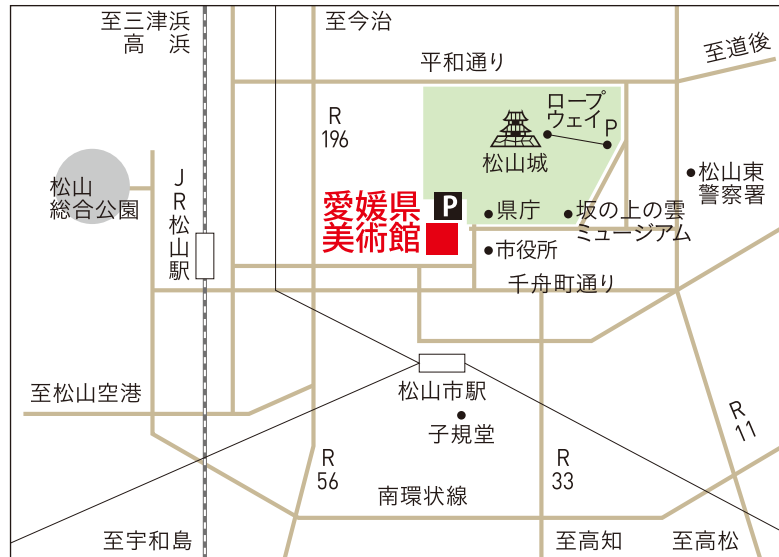 至三津浜
高 浜
至今治
平和通り
至道後
R
196
ロープ
ウェイ
P
松山城
松山
総合公園
JR松山駅
愛媛県
美術館
P
県庁
坂の上の雲
ミュージアム
松山東
警察署
市役所
千舟町通り
至松山空港
松山市駅
子規堂
R
11
R
56
R
33
南環状線
至宇和島
至高知
至高松